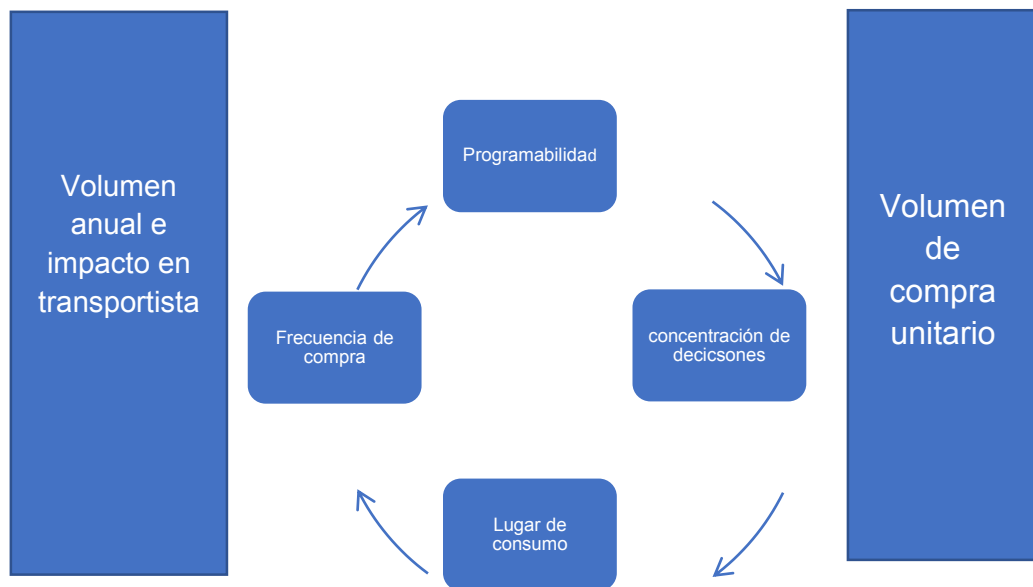 Volumen
anual e
impacto en
transportista
Programabilidad
Frecuencia de
compra
concentración de
decicsones
Lugar de
consumo
Volumen
de
compra
unitario